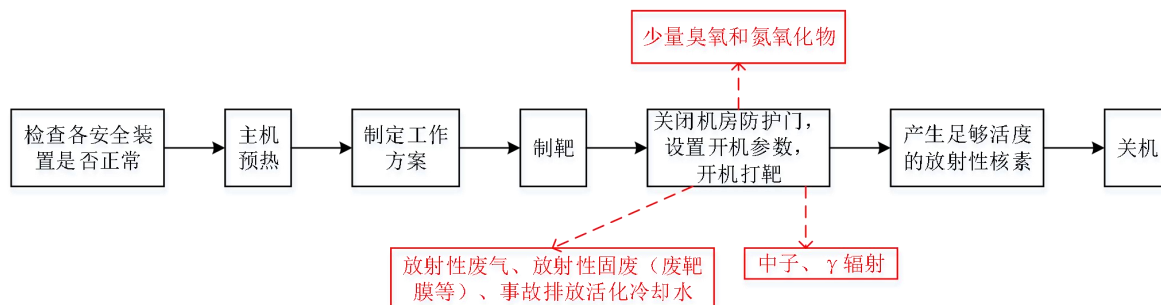 少量臭氧和氮氧化物
检查各安全装
置是否正常
主机
预热
制定工作
方案
制靶
关闭机房防护门，
设置开机参数，
开机打靶
产生足够活度
的放射性核素
关机
放射性废气、放射性固废（废靶
膜等）、事故排放活化冷却水
中子、γ辐射